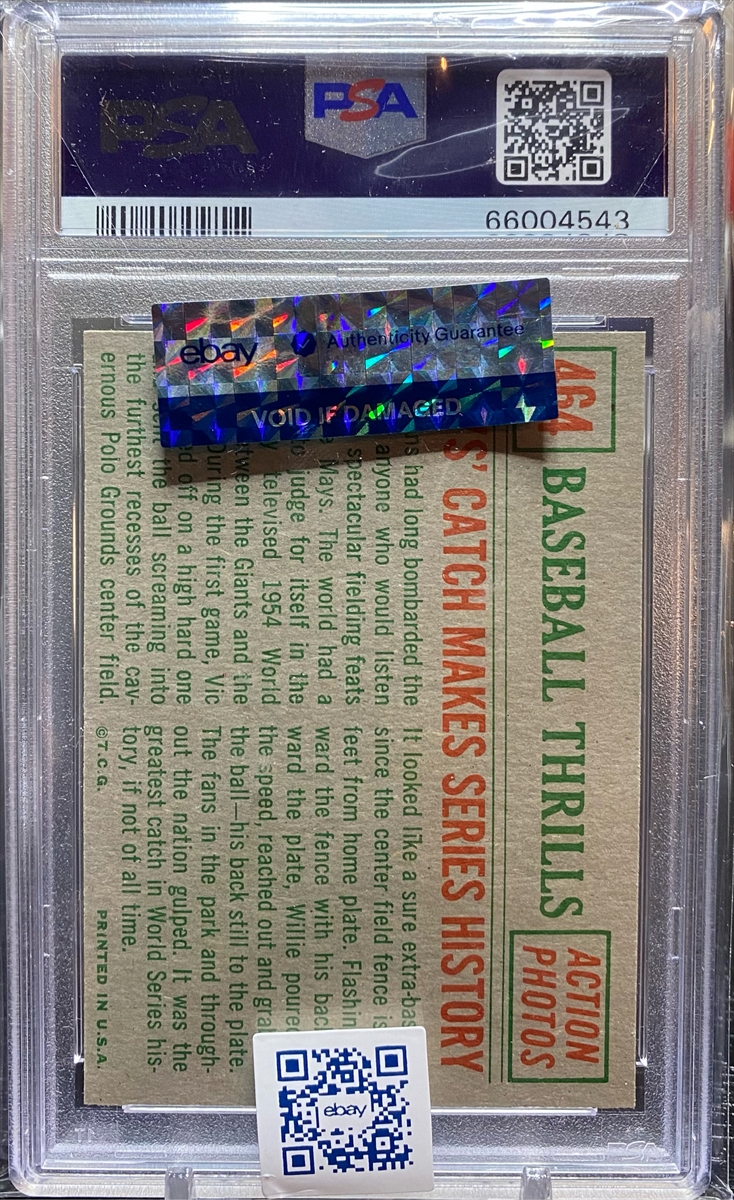 PSA
PSA
66004543
ebay Authenticity Guarantee
VOID IF DAMAGED
464
BASEBALL THRILLS
ACTION
PHOTOS
S' CATCH MAKES SERIES HISTORY
had long bombarded the
anyone who would listen
spectacular fielding feats
Mays. The world had a
judge for itself in the
televised 1954 World
between the Giants and the
During the first game, Vic
off on a high hard one
the ball screaming into
the furthest recesses of the cav-
ernous Polo Grounds center field.
It looked like a sure
since the center field fence is
feet from home plate.
ward the fence with his
ward the plate, Willie
the speed, reached out and
the ball—his back still to the plate.
The fans in the park and through-
out the nation gulped. It was the
greatest catch in World Series his-
tory, if not of all time.
©T.C.G.
PRINTED IN U.S.A.
ebay
PSA